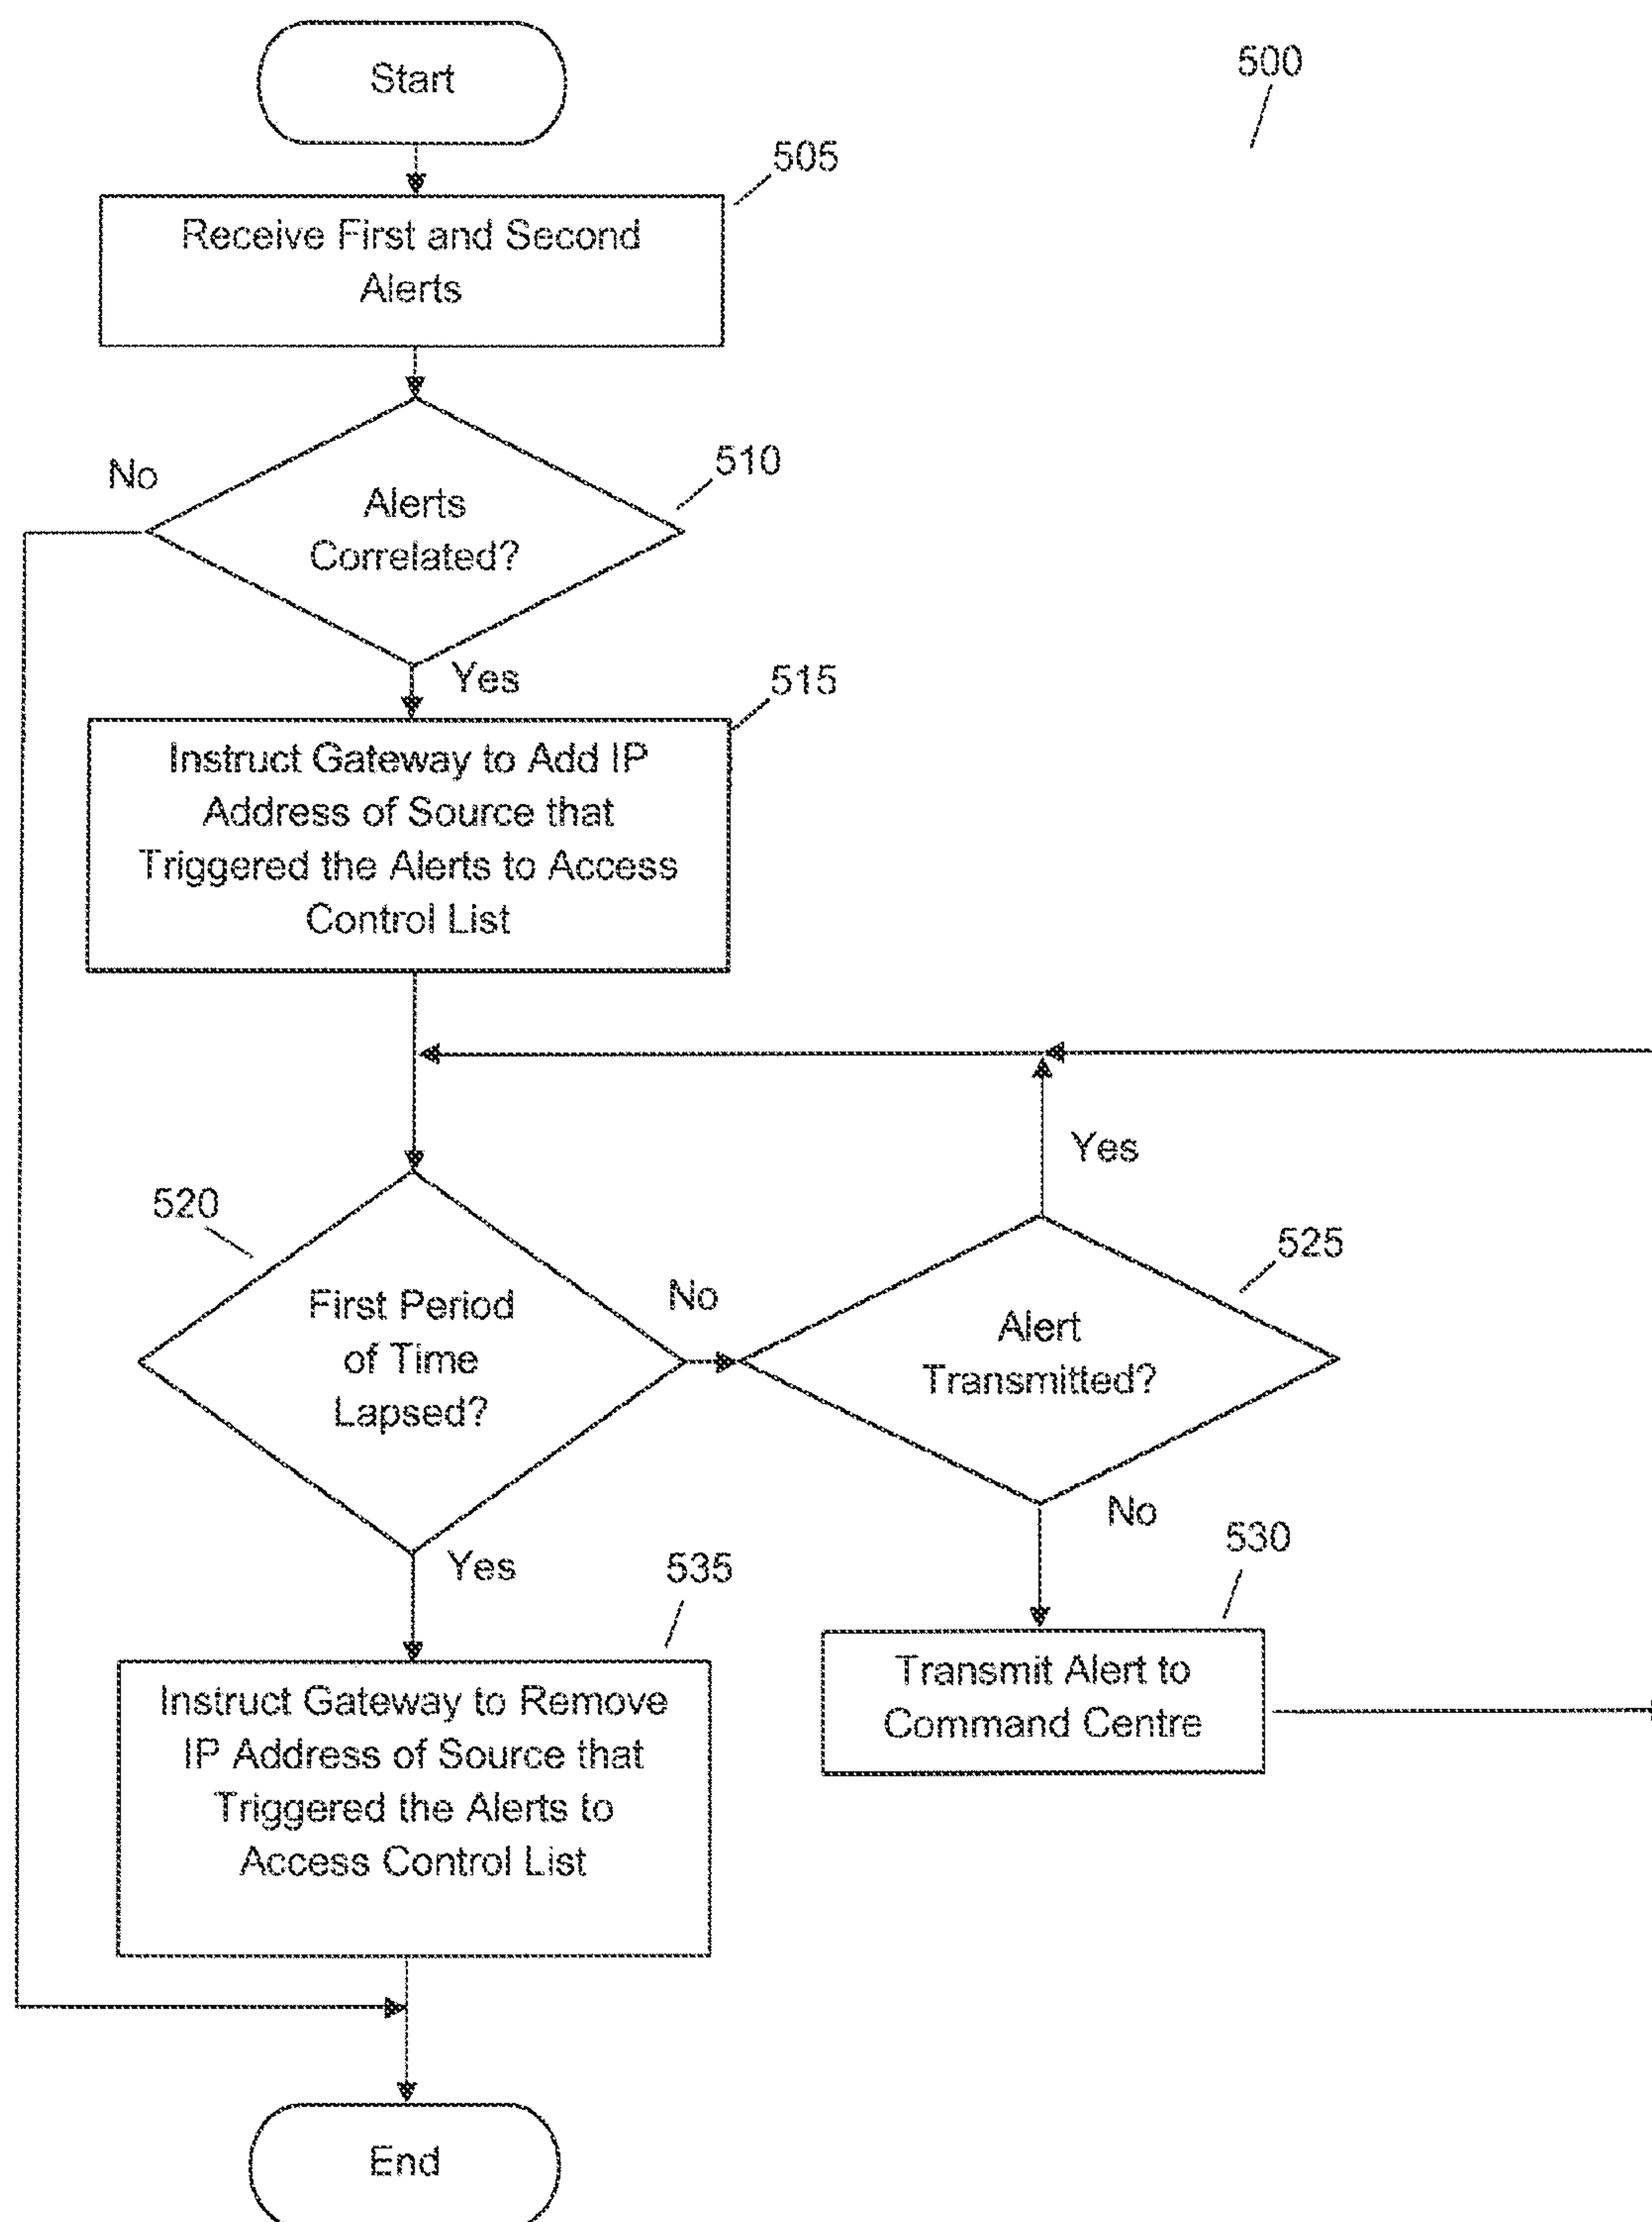 Start
500
505
Receive First and Second
Alerts
No
510
Alerts
Correlated?
Yes
515
Instruct Gateway to Add IP
Address of Source that
Triggered the Alerts to Access
Control List
Yes
520
525
No
First Period
of Time
Lapsed?
Alert
Transmitted?
No
Yes
535
530
Instruct Gateway to Remove
IP Address of Source that
Triggered the Alerts to
Access Control List
Transmit Alert to
Command Centre
End